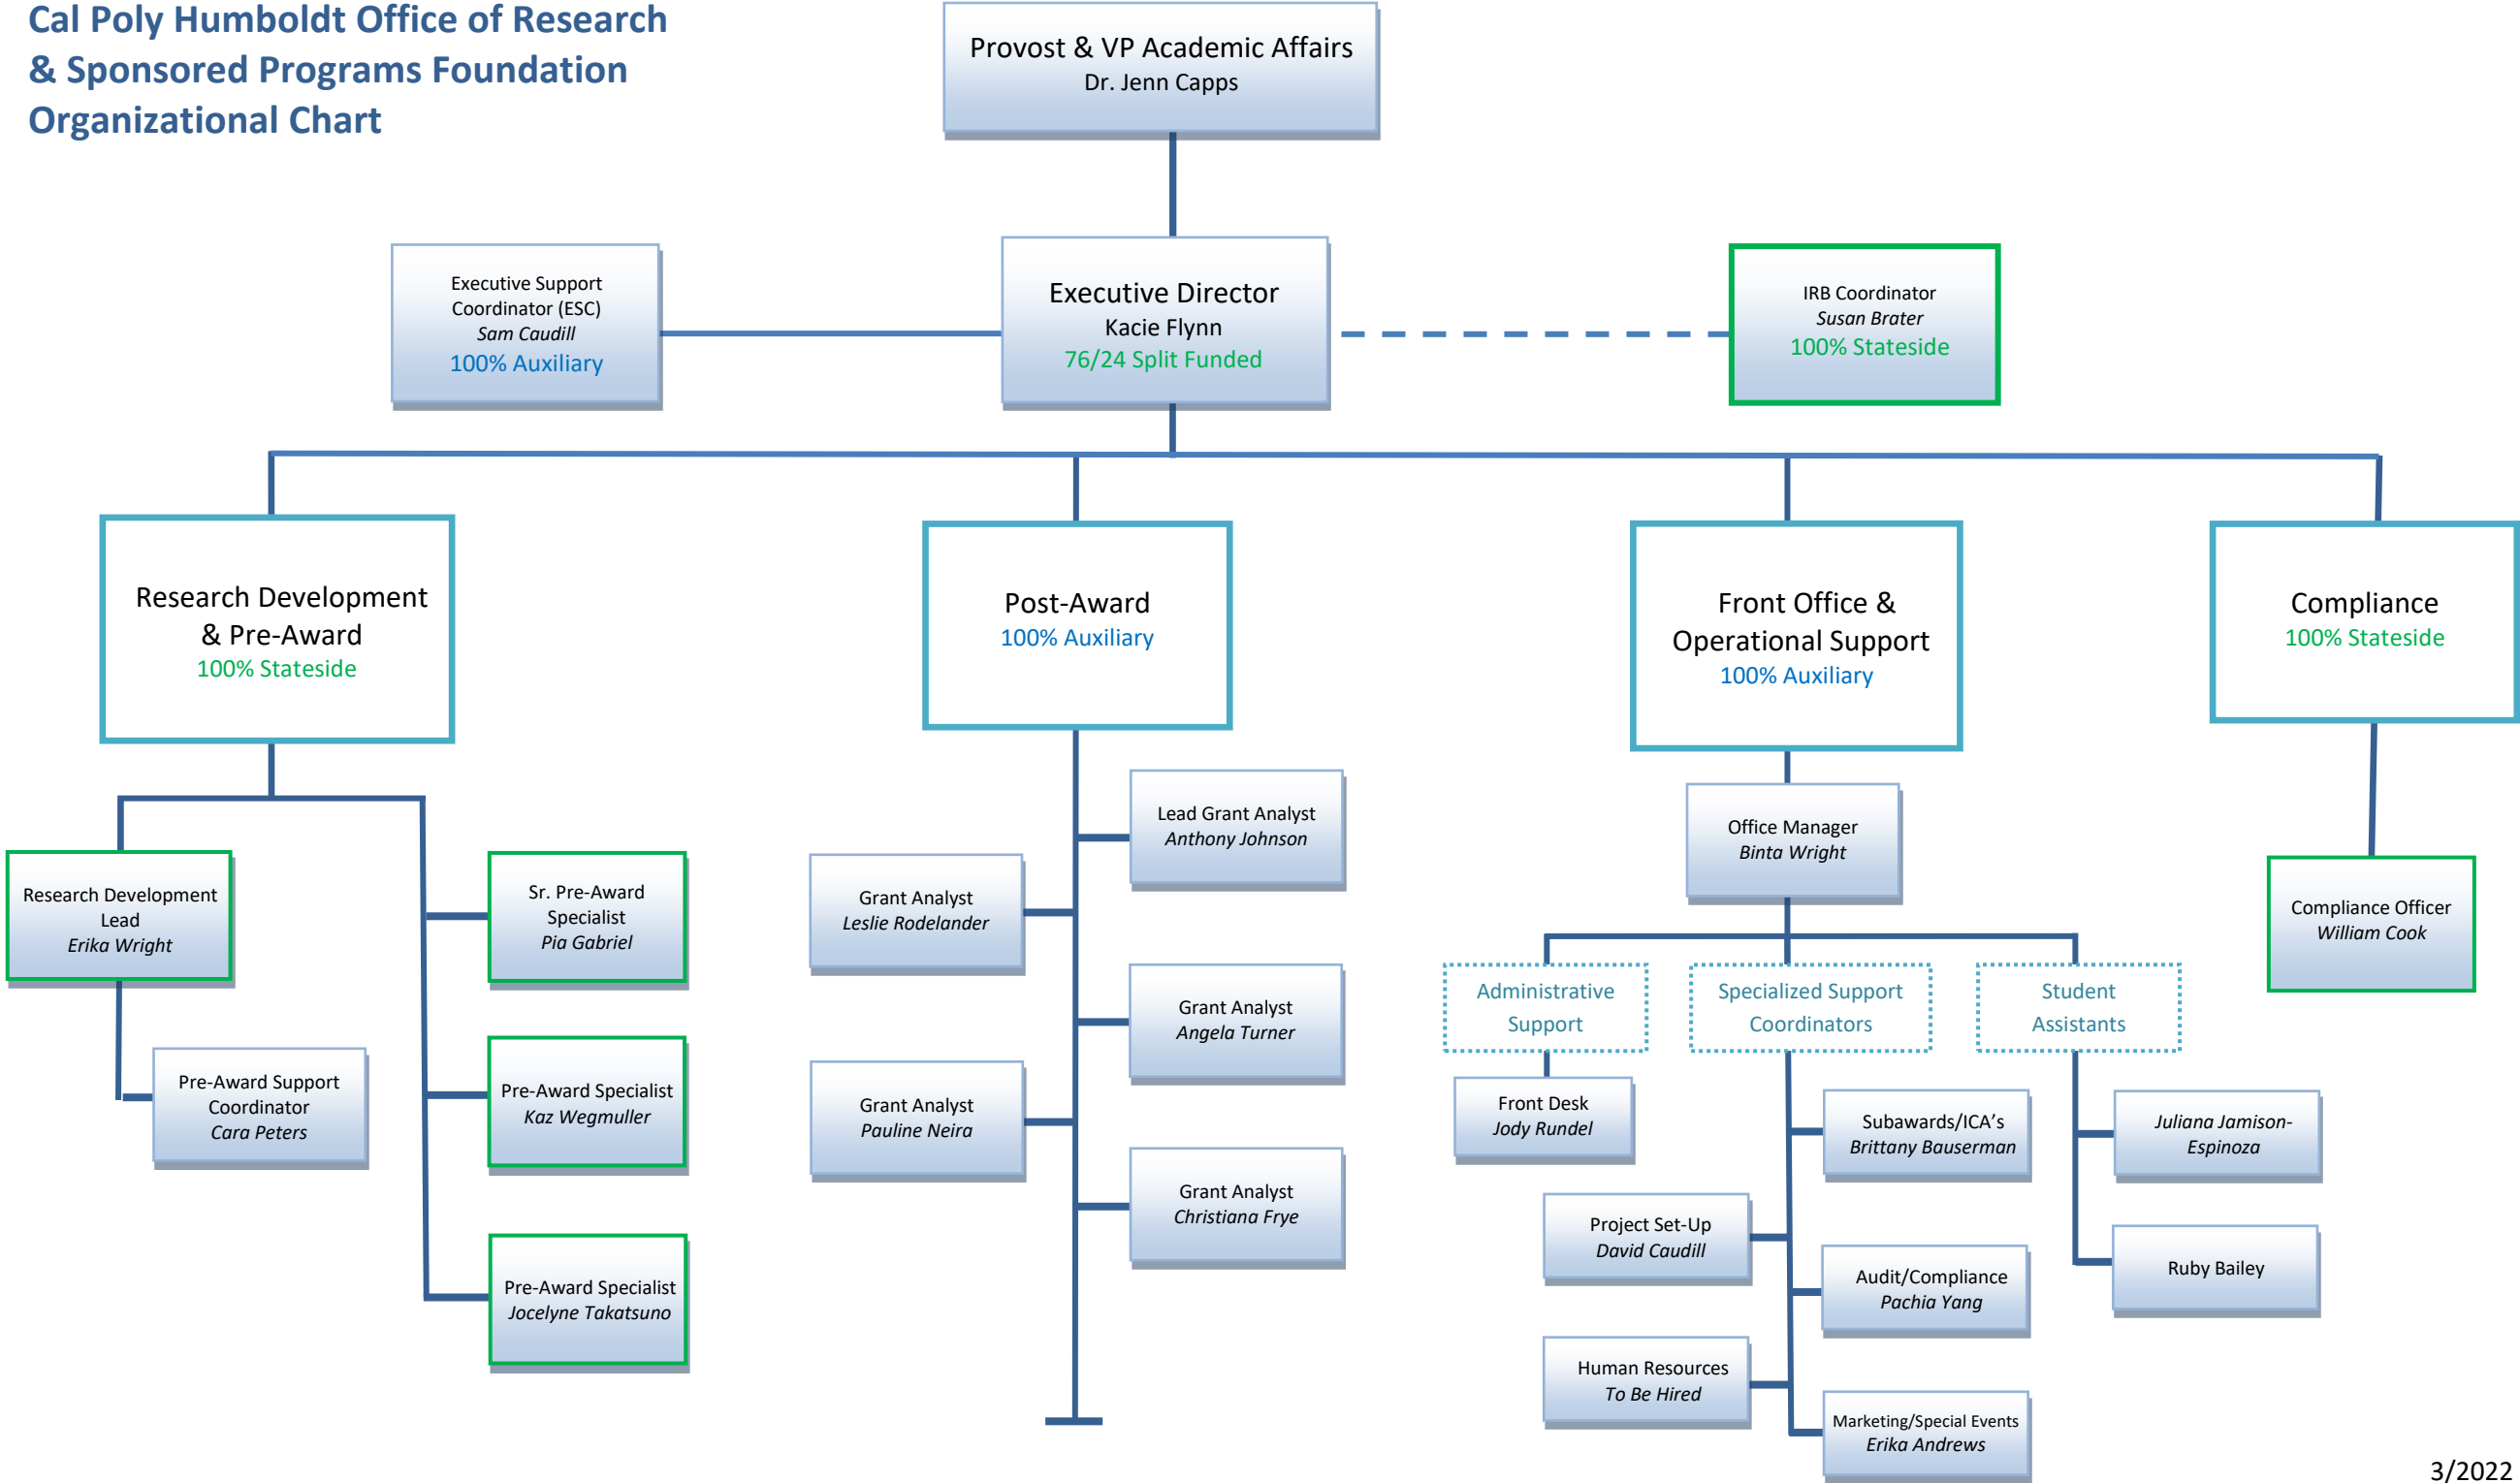 Cal Poly Humboldt Office of Research
& Sponsored Programs Foundation
Organizational Chart
Provost & VP Academic Affairs
Dr. Jenn Capps
Executive Support
Coordinator (ESC)
Sam Caudill
100% Auxiliary
Executive Director
Kacie Flynn
76/24 Split Funded
IRB Coordinator
Susan Brater
100% Stateside
Research Development
& Pre-Award
100% Stateside
Post-Award
100% Auxiliary
Front Office &
Operational Support
100% Auxiliary
Compliance
100% Stateside
Research Development
Lead
Erika Wright
Pre-Award Support
Coordinator
Cara Peters
Sr. Pre-Award
Specialist
Pia Gabriel
Pre-Award Specialist
Kaz Wegmuller
Pre-Award Specialist
Jocelyne Takatsuno
Lead Grant Analyst
Anthony Johnson
Grant Analyst
Leslie Rodelander
Grant Analyst
Angela Turner
Grant Analyst
Pauline Neira
Grant Analyst
Christiana Frye
Office Manager
Binta Wright
Administrative
Support
Front Desk
Jody Rundel
Specialized Support
Coordinators
Subawards/ICA’s
Brittany Bauserman
Project Set-Up
David Caudill
Audit/Compliance
Pachia Yang
Human Resources
To Be Hired
Marketing/Special Events
Erika Andrews
Student
Assistants
Juliana Jamison-
Espinoza
Ruby Bailey
Compliance Officer
William Cook
3/2022